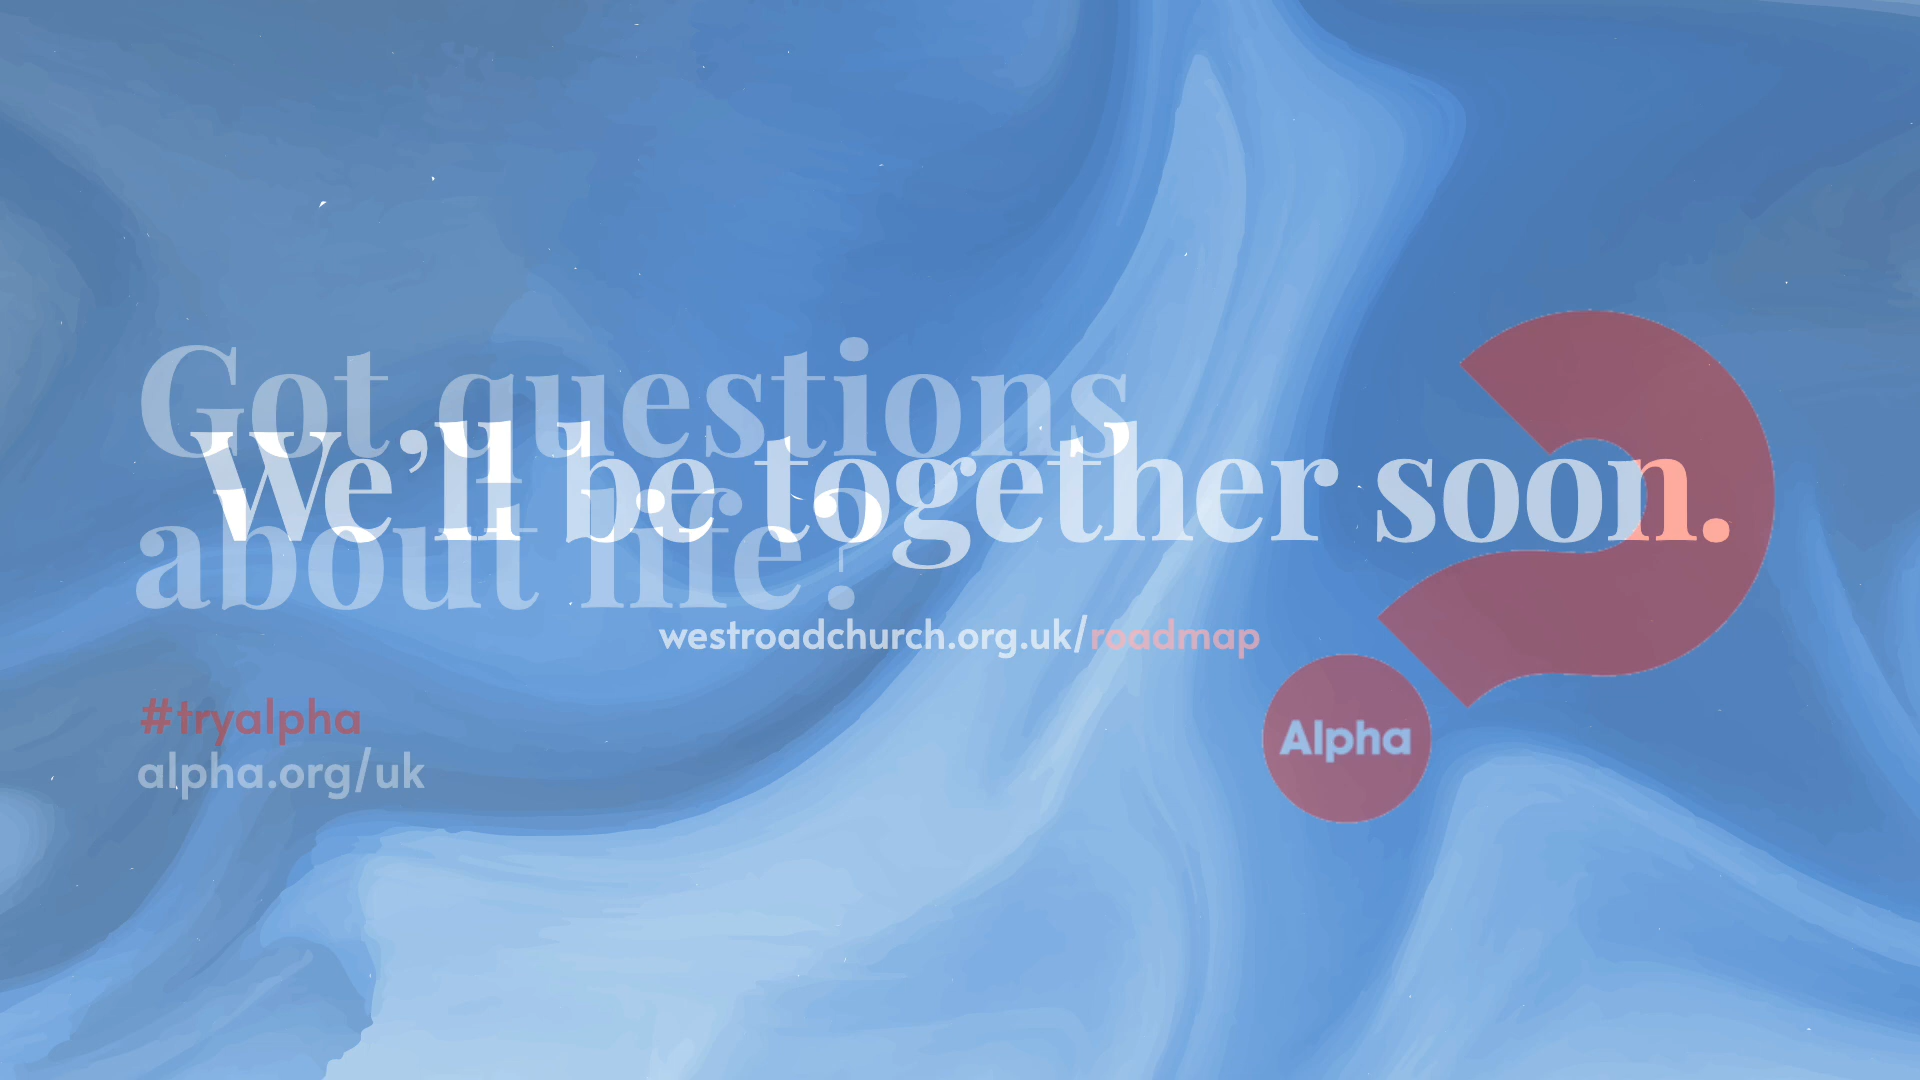 Got questions
about life?
We'll be together soon.
westroadchurch.org.uk/roadmap
#tryalpha
alpha.org/uk
Alpha